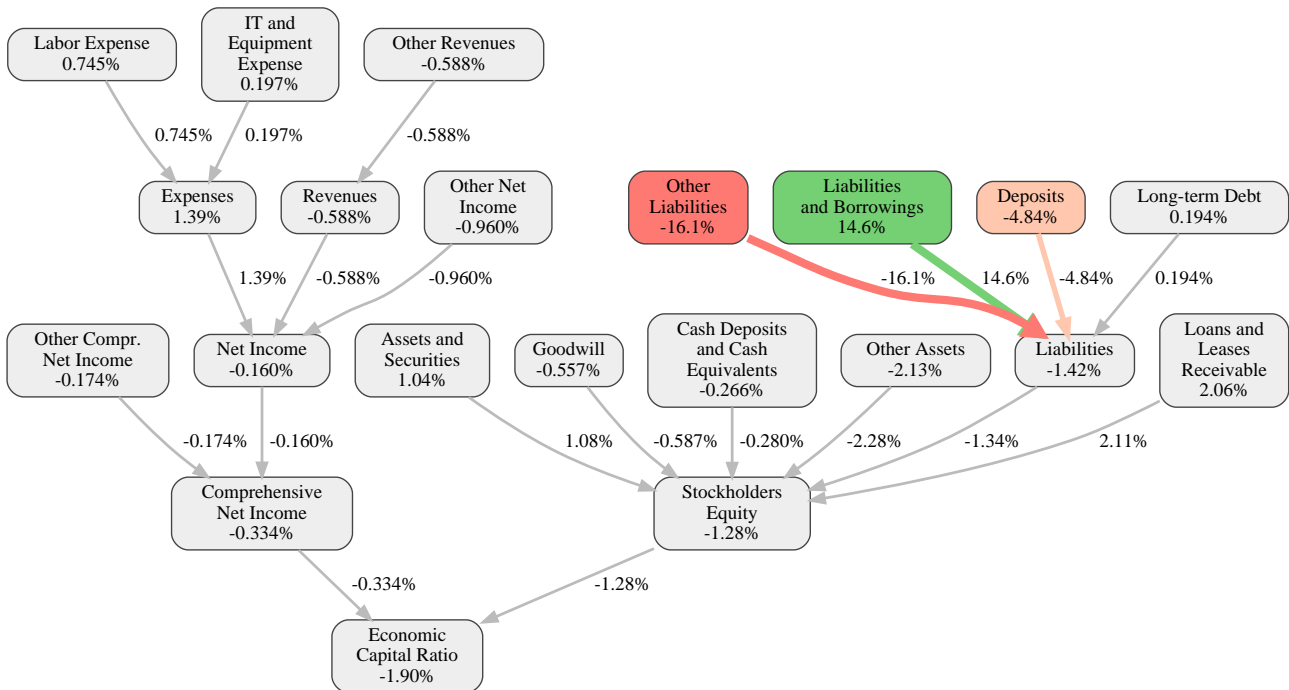 Labor Expense
0.745%
IT and
Equipment
Expense
0.197%
Other Revenues
-0.588%
0.745%
0.197%
-0.588%
Expenses
1.39%
Revenues
-0.588%
Other Net
Income
-0.960%
Other
Liabilities
-16.1%
Liabilities
and Borrowings
14.6%
Deposits
-4.84%
Long-term Debt
0.194%
1.39%
-0.588%
-0.960%
-16.1%
14.6%
-4.84%
0.194%
Other Compr.
Net Income
-0.174%
Net Income
-0.160%
Assets and
Securities
1.04%
Goodwill
-0.557%
Cash Deposits
and Cash
Equivalents
-0.266%
Other Assets
-2.13%
Liabilities
-1.42%
Loans and
Leases
Receivable
2.06%
-0.174%
-0.160%
1.08%
-0.587%
-0.280%
-2.28%
-1.34%
2.11%
Comprehensive
Net Income
-0.334%
Stockholders
Equity
-1.28%
-0.334%
-1.28%
Economic
Capital Ratio
-1.90%